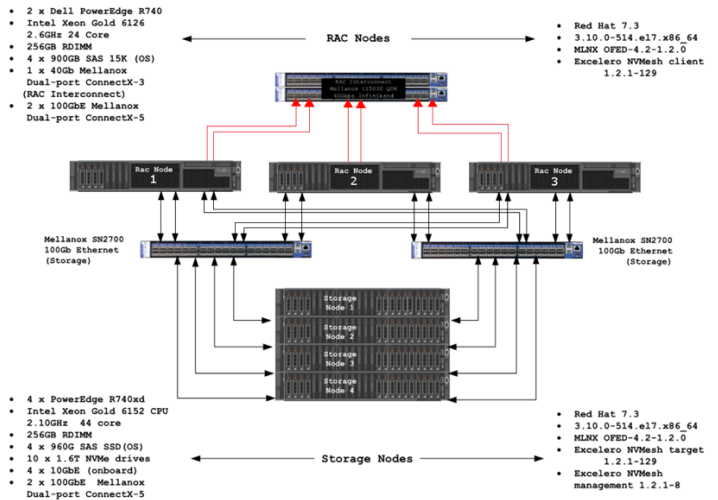 • 2 x Dell PowerEdge R740
• Intel Xeon Gold 6126
2.6GHz 24 Core
• 256GB RDIMM
• 4 x 900GB SAS 15K (OS)
• 1 x 40Gb Mellanox
Dual-port ConnectX-3
(RAC Interconnect)
• 2 x 100GbE Mellanox
Dual-port ConnectX-5
RAC Nodes
• Red Hat 7.3
• 3.10.0-514.el7.x86_64
• MLNX OFED-4.2-1.2.0
• Excelero NVMesh client
1.2.1-129
RAC Interconnect
Mellanox IS5030 QDR
40Gbps Infiniband
Rac Node
1
Rac Node
2
Rac Node
3
Mellanox SN2700
100Gb Ethernet
(Storage)
Mellanox SN2700
100Gb Ethernet
(Storage)
Storage
Node 1
Storage
Node 2
Storage
Node 3
Storage
Node 4
• 4 x PowerEdge R740xd
• Intel Xeon Gold 6152 CPU
2.10GHz 44 core
• 256GB RDIMM
• 4 x 960G SAS SSD(OS)
• 10 x 1.6T NVMe drives
• 4 x 10GbE (onboard)
• 2 x 100GbE Mellanox
Dual-port ConnectX-5
Storage Nodes
• Red Hat 7.3
• 3.10.0-514.el7.x86_64
• MLNX OFED-4.2-1.2.0
• Excelero NVMesh target
1.2.1-129
• Excelero NVMesh
management 1.2.1-8